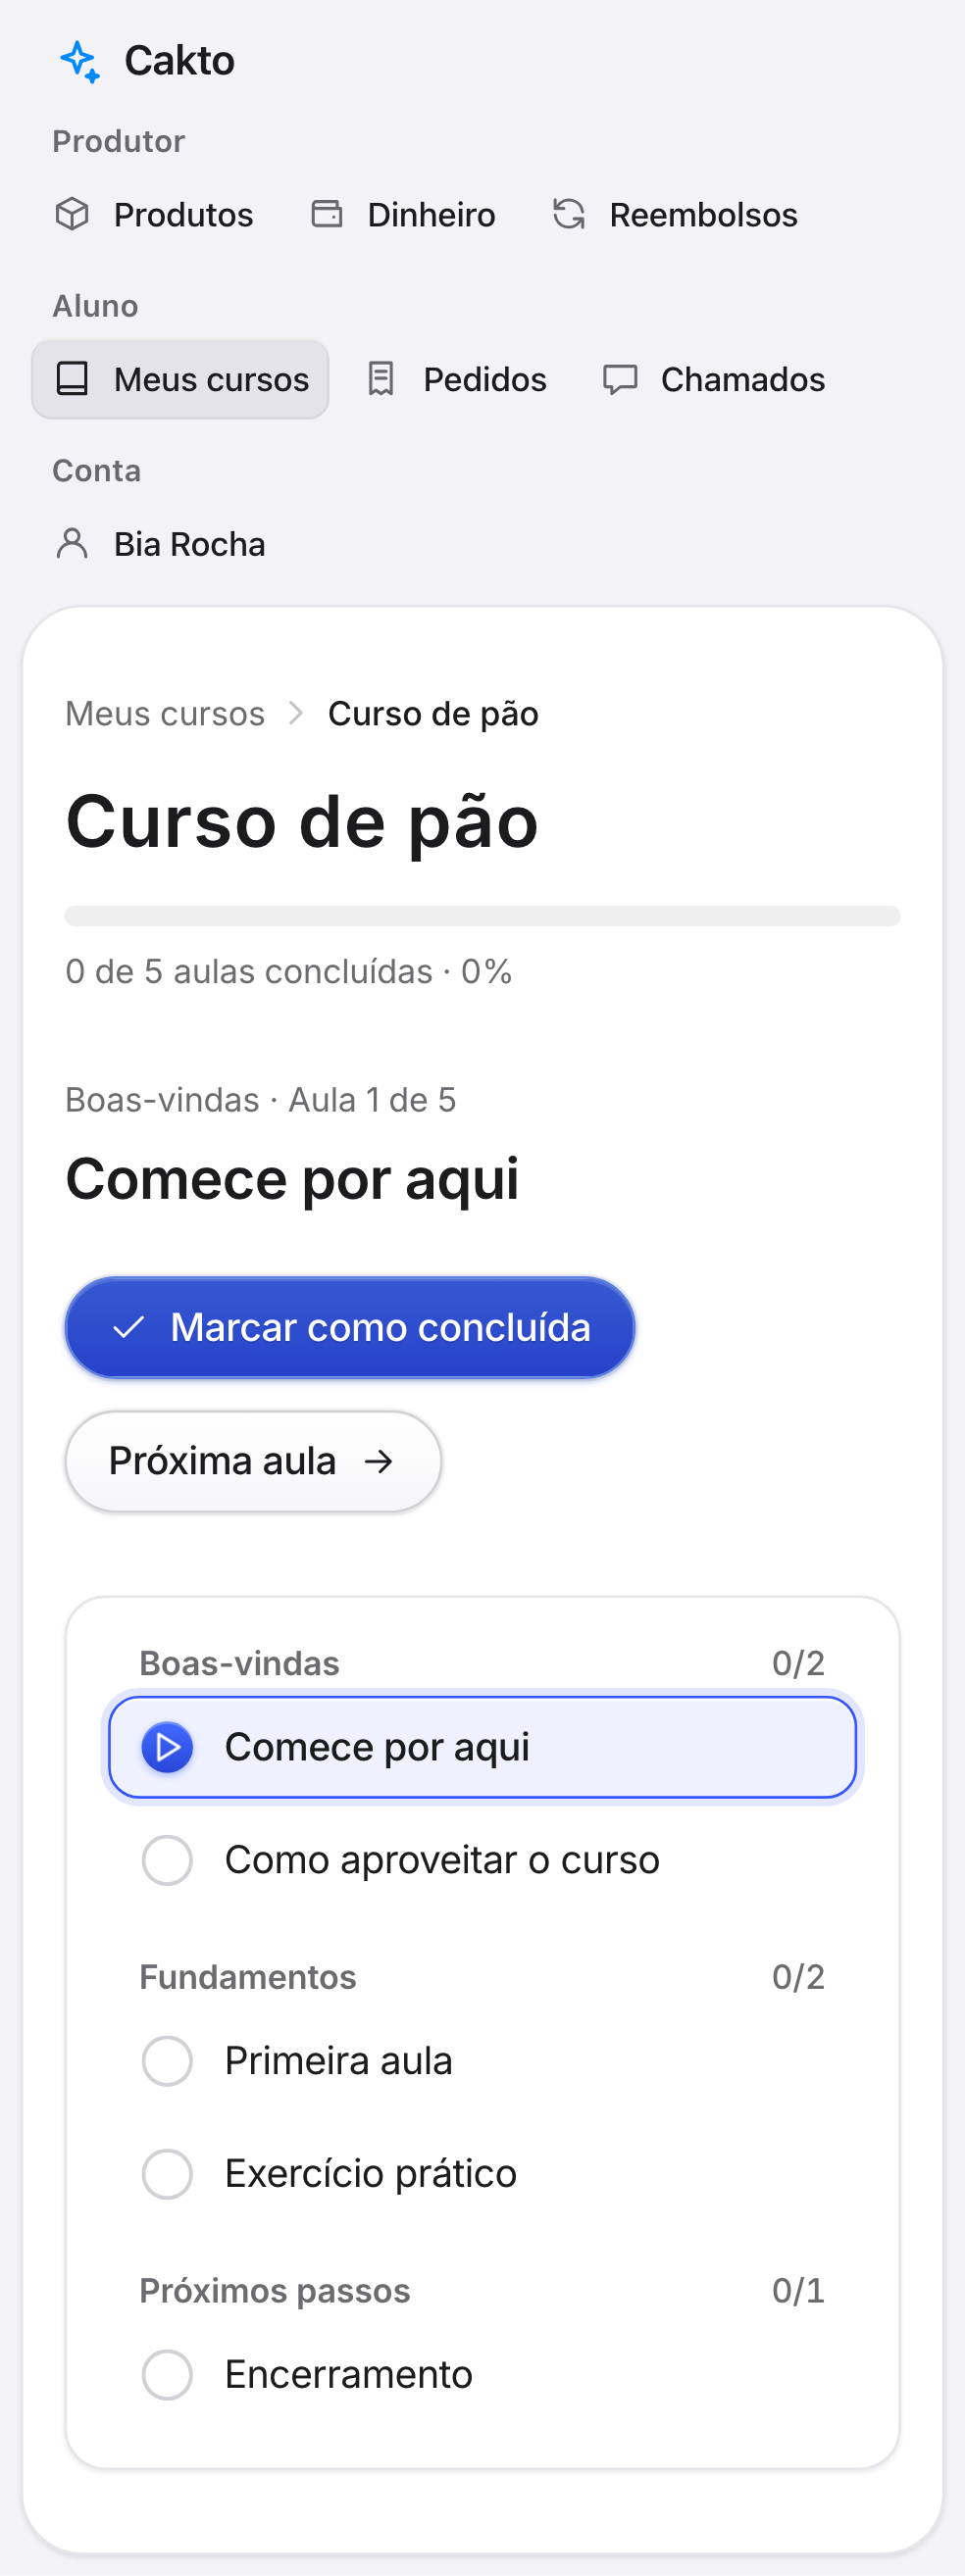 Cakto
Produtor
Produtos Dinheiro Reembolsos
Aluno
Meus cursos Pedidos Chamados
Conta
Bia Rocha
Meus cursos Curso de pão
Curso de pão
0 de 5 aulas concluídas · 0%
Boas-vindas · Aula 1 de 5
Comece por aqui
Marcar como concluída
Próxima aula →
Boas-vindas 0/2
Comece por aqui
Como aproveitar o curso
Fundamentos 0/2
Primeira aula
Exercício prático
Próximos passos 0/1
Encerramento